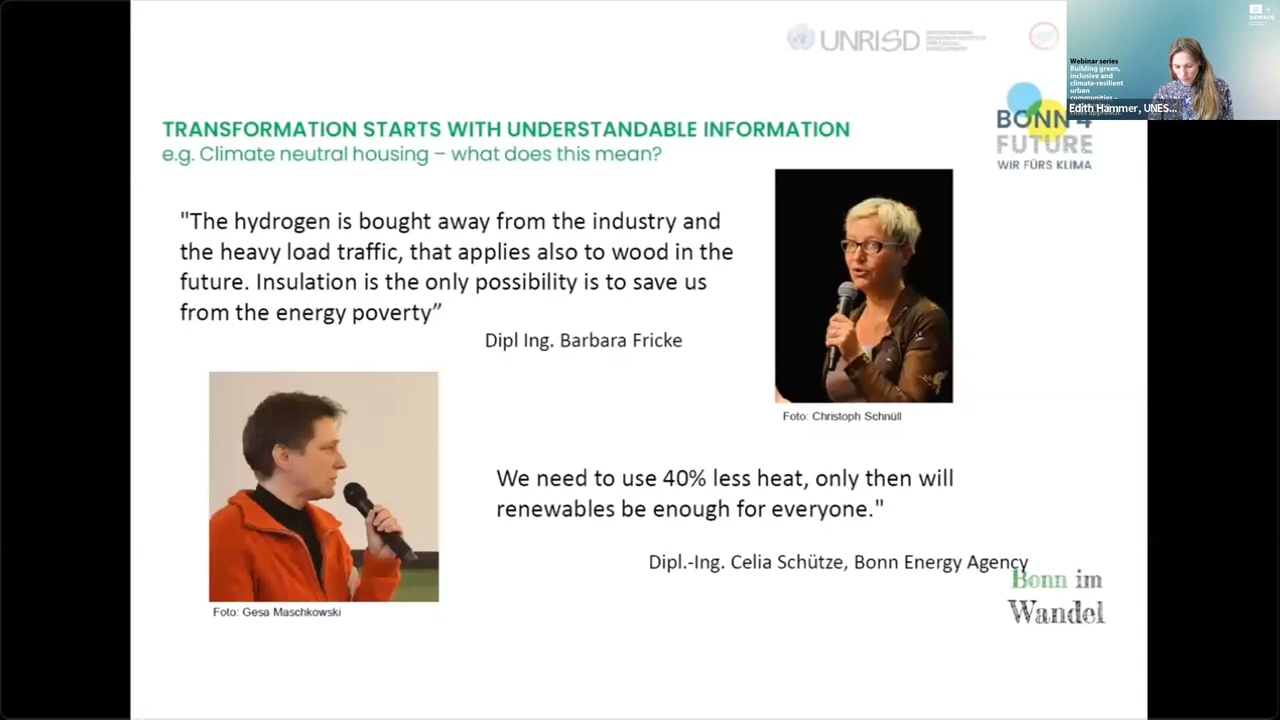 UNRISD
unesco
Webinar series
Building green,
inclusive and
climate-resilient
urban
communities –
Edith Hammer, UNES...
BONN 4
FUTURE
WIR FÜRS KLIMA
TRANSFORMATION STARTS WITH UNDERSTANDABLE INFORMATION
e.g. Climate neutral housing – what does this mean?
"The hydrogen is bought away from the industry and
the heavy load traffic, that applies also to wood in the
future. Insulation is the only possibility is to save us
from the energy poverty”
Dipl Ing. Barbara Fricke
Foto: Christoph Schnüll
We need to use 40% less heat, only then will
renewables be enough for everyone."
Dipl.-Ing. Celia Schütze, Bonn Energy Agency
Foto: Gesa Maschkowski
Bonn im
Wandel